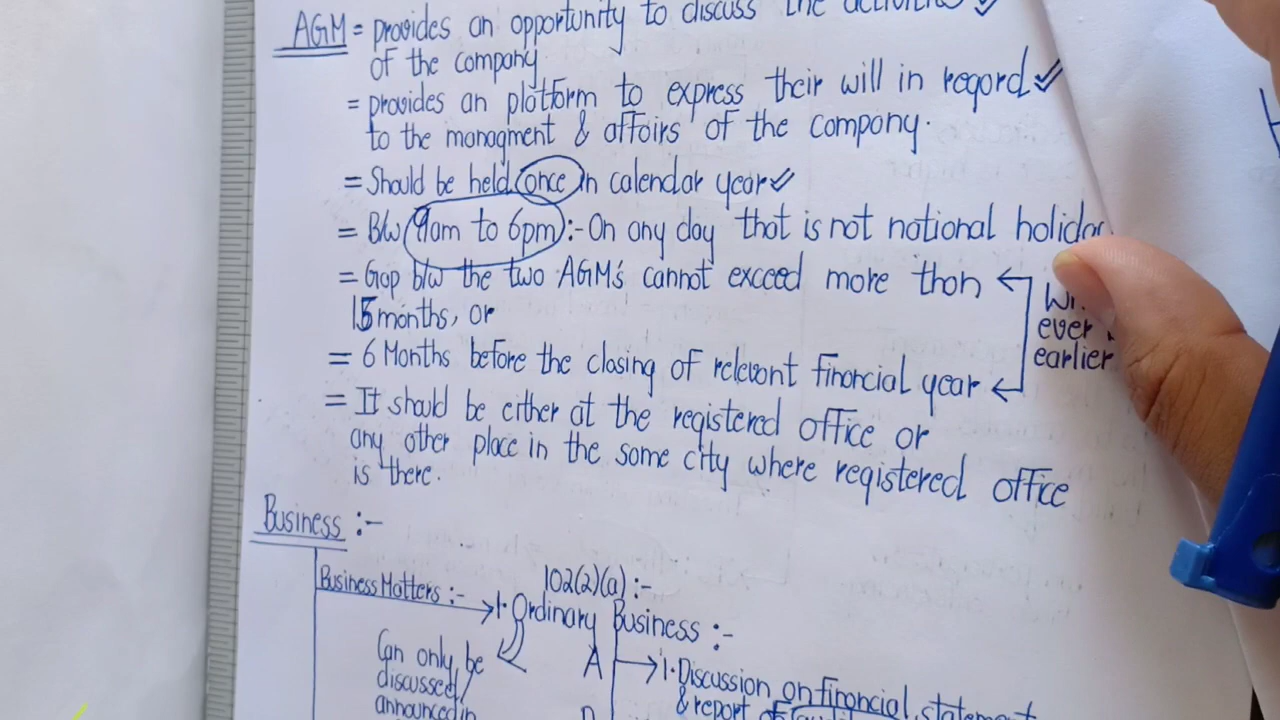 AGM = provides an opportunity to discuss the activities ✓
of the company
= provides an platform to express their will in regard ✓
to the managment & affairs of the company.
= Should be held once in calendar year ✓
= B/w 9am to 6pm :- On any day that is not national holiday
= Gap b/w the two AGM's cannot exceed more than
15 months, or
ever
earlier
= 6 Months before the closing of relevant financial year
= It should be either at the registered office or
any other place in the same city where registered office
is there.
Business :-
Business Matters :- → 1. Ordinary Business :-
102(2)(a) :-
Can only be
discussed/
announced in
A → 1. Discussion on financial statement
& report of